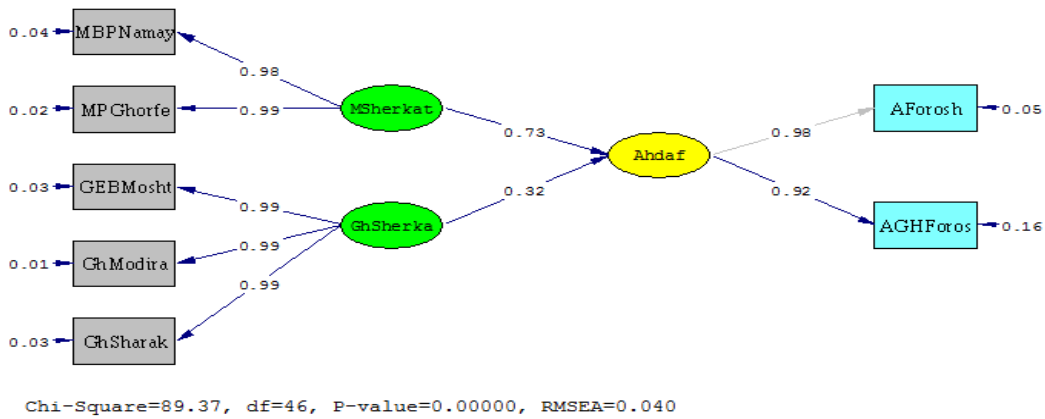 0.04 MBPNamay
0.98
0.02 MPGhorfe 0.99 MSherkat
0.73
0.03 GEBMosht 0.99
0.01 GhModira 0.99 GhSherka
0.32
0.03 GhSharak 0.99
Ahdaf
0.98 AForosh 0.05
0.92 AGHForos 0.16
Chi-Square=89.37, df=46, P-value=0.00000, RMSEA=0.040